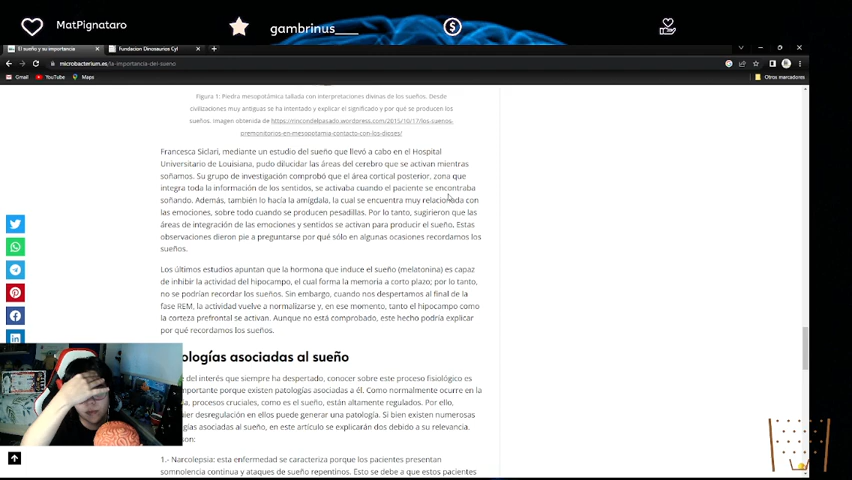 MatPignataro
gambrinus____
El sueño y su importancia
Fundacion Dinosaurios Cyl
microbacterium.es/la-importancia-del-sueno
Gmail
YouTube
Maps
Otros marcadores
Figura 1: Piedra mesopotámica tallada con interpretaciones divinas de los sueños. Desde
civilizaciones muy antiguas se ha intentado y explicar el significado y por qué se producen los
sueños. Imagen obtenida de https://rincondelpasado.wordpress.com/2015/10/17/los-suenos-
premonitorios-en-mesopotamia-contacto-con-los-dioses/
Francesca Siclari, mediante un estudio del sueño que llevó a cabo en el Hospital
Universitario de Louisiana, pudo dilucidar las áreas del cerebro que se activan mientras
soñamos. Su grupo de investigación comprobó que el área cortical posterior, zona que
integra toda la información de los sentidos, se activaba cuando el paciente se encontraba
soñando. Además, también lo hacía la amígdala, la cual se encuentra muy relacionada con
las emociones, sobre todo cuando se producen pesadillas. Por lo tanto, sugirieron que las
áreas de integración de las emociones y sentidos se activan para producir el sueño. Estas
observaciones dieron pie a preguntarse por qué sólo en algunas ocasiones recordamos los
sueños.
Los últimos estudios apuntan que la hormona que induce el sueño (melatonina) es capaz
de inhibir la actividad del hipocampo, el cual forma la memoria a corto plazo; por lo tanto,
no se podrían recordar los sueños. Sin embargo, cuando nos despertamos al final de la
fase REM, la actividad vuelve a normalizarse y, en ese momento, tanto el hipocampo como
la corteza prefrontal se activan. Aunque no está comprobado, este hecho podría explicar
por qué recordamos los sueños.
ologías asociadas al sueño
del interés que siempre ha despertado, conocer sobre este proceso fisiológico es
importante porque existen patologías asociadas a él. Como normalmente ocurre en la
procesos cruciales, como es el sueño, están altamente regulados. Por ello,
uier desregulación en ellos puede generar una patología. Si bien existen numerosas
ogías asociadas al sueño, en este artículo se explicarán dos debido a su relevancia.
son:
1.- Narcolepsia: esta enfermedad se caracteriza porque los pacientes presentan
somnolencia continua y ataques de sueño repentinos. Esto se debe a que estos pacientes